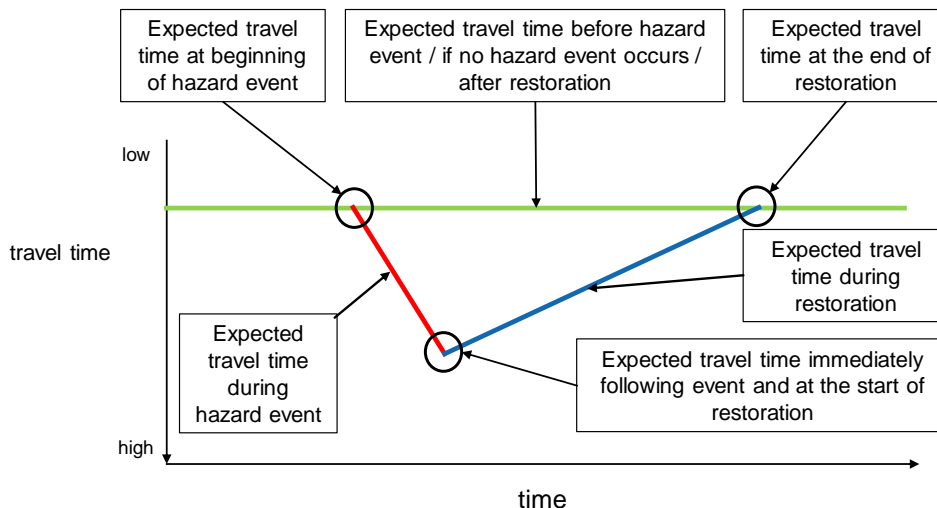 Expected travel
time at beginning
of hazard event
Expected travel time before hazard
event / if no hazard event occurs /
after restoration
Expected travel
time at the end of
restoration
low
travel time
Expected travel
time during
restoration
Expected
travel time
during
hazard event
Expected travel time immediately
following event and at the start of
restoration
high
time